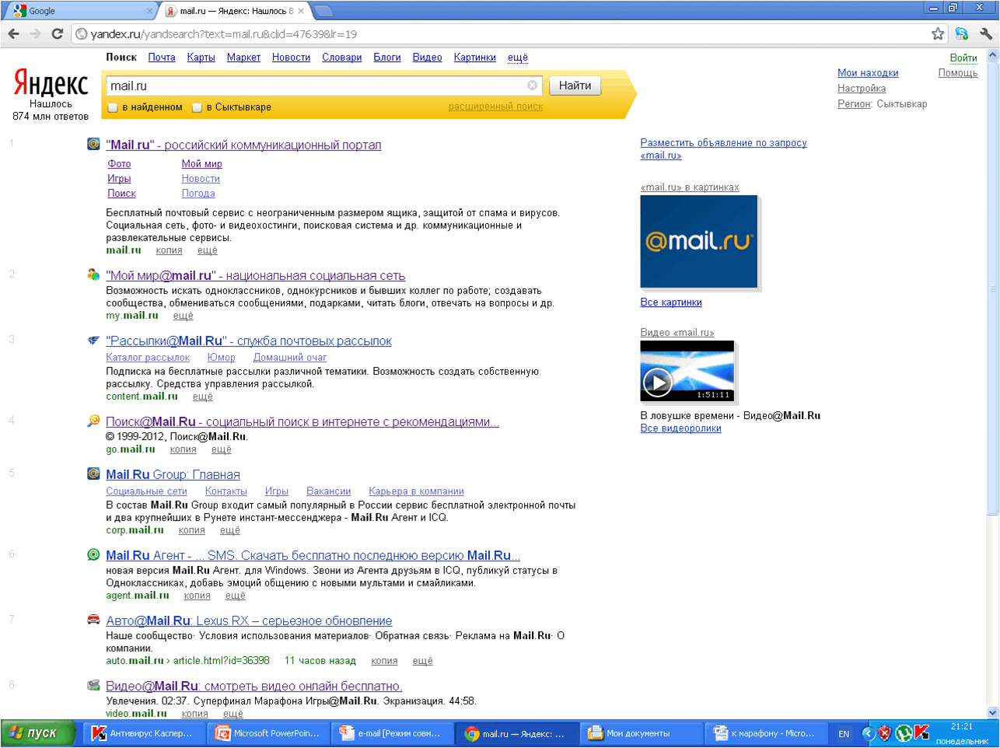 Google
mail.ru — Яндекс: Нашлось 8
yandex.ru/yandsearch?text=mail.ru&clid=47639&lr=19
Поиск Почта Карты Маркет Новости Словари Блоги Видео Картинки ещё
Войти
Мои находки Помощь
Настройка
Регион: Сыктывкар
Яндекс
Нашлось
874 млн ответов
mail.ru Найти
в найденном в Сыктывкаре расширенный поиск
1
"Mail.ru" - российский коммуникационный портал
Фото Мой мир
Игры Новости
Поиск Погода
Бесплатный почтовый сервис с неограниченным размером ящика, защитой от спама и вирусов.
Социальная сеть, фото- и видеохостинги, поисковая система и др. коммуникационные и
развлекательные сервисы.
mail.ru копия ещё
2
"Мой мир@mail.ru" - национальная социальная сеть
Возможность искать одноклассников, однокурсников и бывших коллег по работе; создавать
сообщества, обмениваться сообщениями, подарками, читать блоги, отвечать на вопросы и др.
my.mail.ru ещё
3
"Рассылки@Mail.Ru" - служба почтовых рассылок
Каталог рассылок Юмор Домашний очаг
Подписка на бесплатные рассылки различной тематики. Возможность создать собственную
рассылку. Средства управления рассылкой.
content.mail.ru ещё
4
Поиск@Mail.Ru - социальный поиск в интернете с рекомендациями...
© 1999-2012, Поиск@Mail.Ru.
go.mail.ru копия ещё
5
Mail.Ru Group: Главная
Социальные сети Контакты Игры Вакансии Карьера в компании
В состав Mail.Ru Group входит самый популярный в России сервис бесплатной электронной почты
и два крупнейших в Рунете инстант-мессенджера - Mail.Ru Агент и ICQ.
corp.mail.ru копия ещё
6
Mail.Ru Агент - ... SMS. Скачать бесплатно последнюю версию Mail.Ru...
новая версия Mail.Ru Агент. для Windows. Звони из Агента друзьям в ICQ, публикуй статусы в
Одноклассниках, добавь эмоций общению с новыми мультами и смайликами.
agent.mail.ru копия ещё
7
Авто@Mail.Ru: Lexus RX – серьезное обновление
Наше сообщество· Условия использования материалов· Обратная связь· Реклама на Mail.Ru· О
компании.
auto.mail.ru › article.html?id=36398 11 часов назад копия ещё
8
Видео@Mail.Ru: смотреть видео онлайн бесплатно.
Увлечения. 02:37. Суперфинал Марафона Игры@Mail.Ru. Экранизация. 44:58.
video.mail.ru копия ещё
Разместить объявление по запросу
«mail.ru»
«mail.ru» в картинках
@mail.ru
Все картинки
Видео «mail.ru»
1:51:11
В ловушке времени - Видео@Mail.Ru
Все видеоролики
пуск
Антивирус Касперс...
Microsoft PowerPoin...
e-mail [Режим совм...
mail.ru — Яндекс: ...
Мои документы
к марафону - Micro...
EN
21:21
понедельник